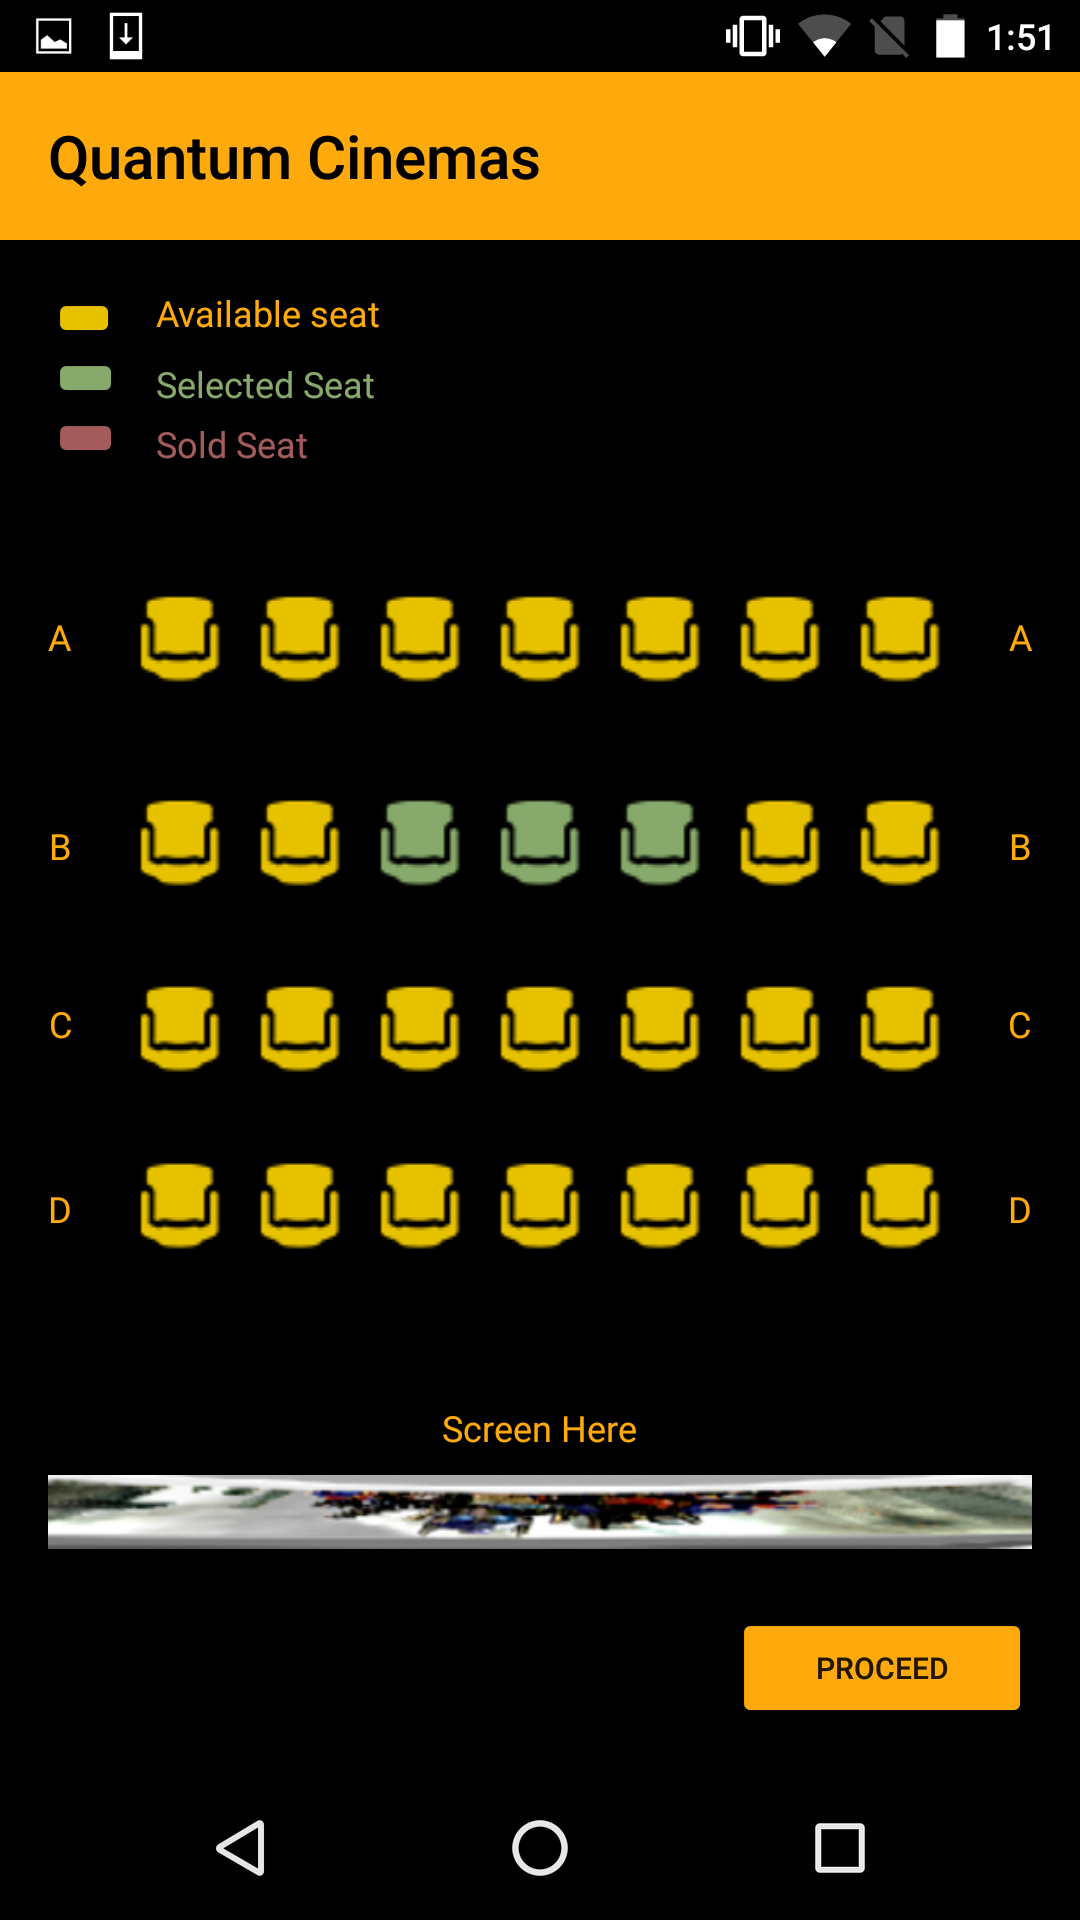 1:51
Quantum Cinemas
Available seat
Selected Seat
Sold Seat
A A
B B
C C
D D
Screen Here
PROCEED